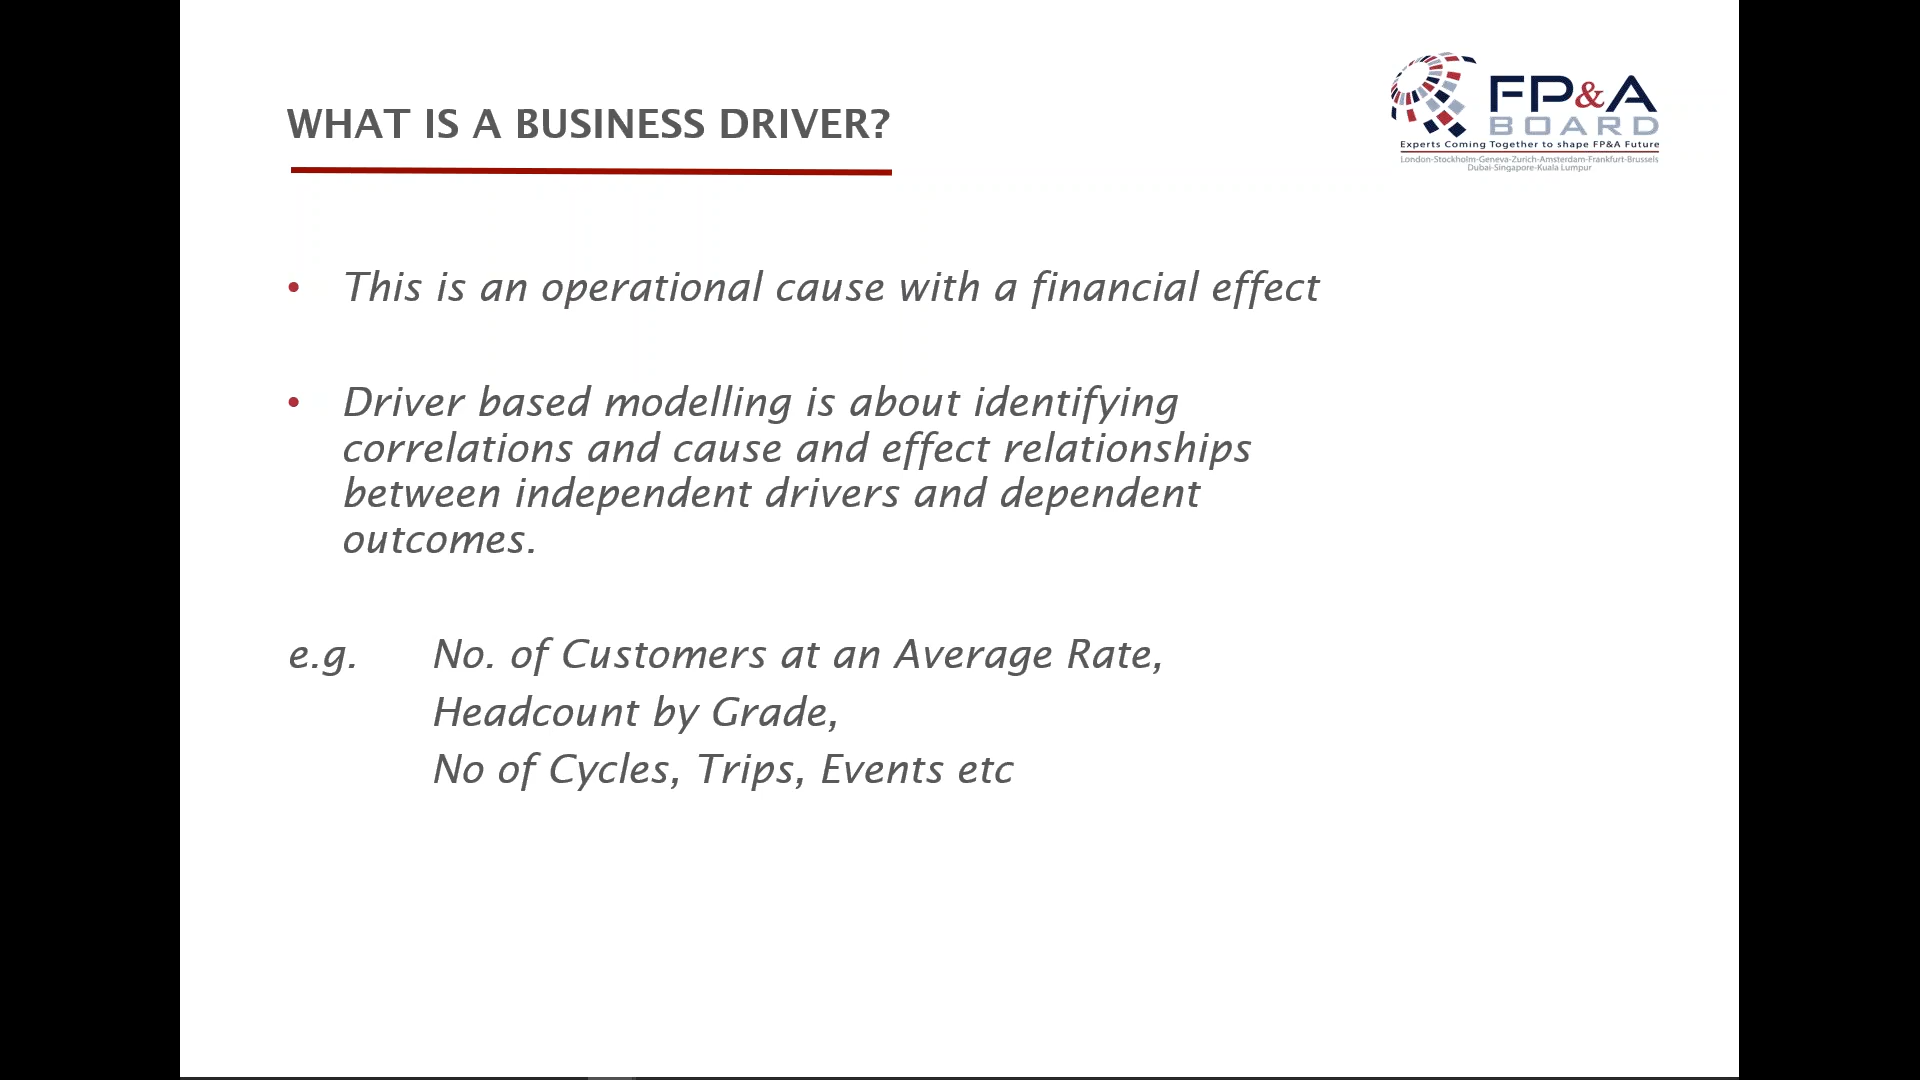 WHAT IS A BUSINESS DRIVER?
FP&A
BOARD
Experts Coming Together to shape FP&A Future
London-Stockholm-Geneva-Zurich-Amsterdam-Frankfurt-Brussels
Dubai-Singapore-Kuala Lumpur
• This is an operational cause with a financial effect
• Driver based modelling is about identifying
correlations and cause and effect relationships
between independent drivers and dependent
outcomes.
e.g. No. of Customers at an Average Rate,
Headcount by Grade,
No of Cycles, Trips, Events etc